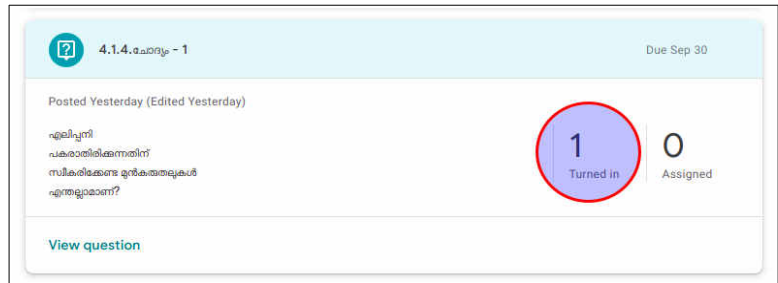 4.1.4.ചോദ്യം - 1
Due Sep 30
Posted Yesterday (Edited Yesterday)
എലിപ്പനി
പകരാതിരിക്കുന്നതിന്
സ്വീകരിക്കേണ്ട മുൻകരുതലുകൾ
എന്തല്ലാമാണ്?
1
Turned in
0
Assigned
View question